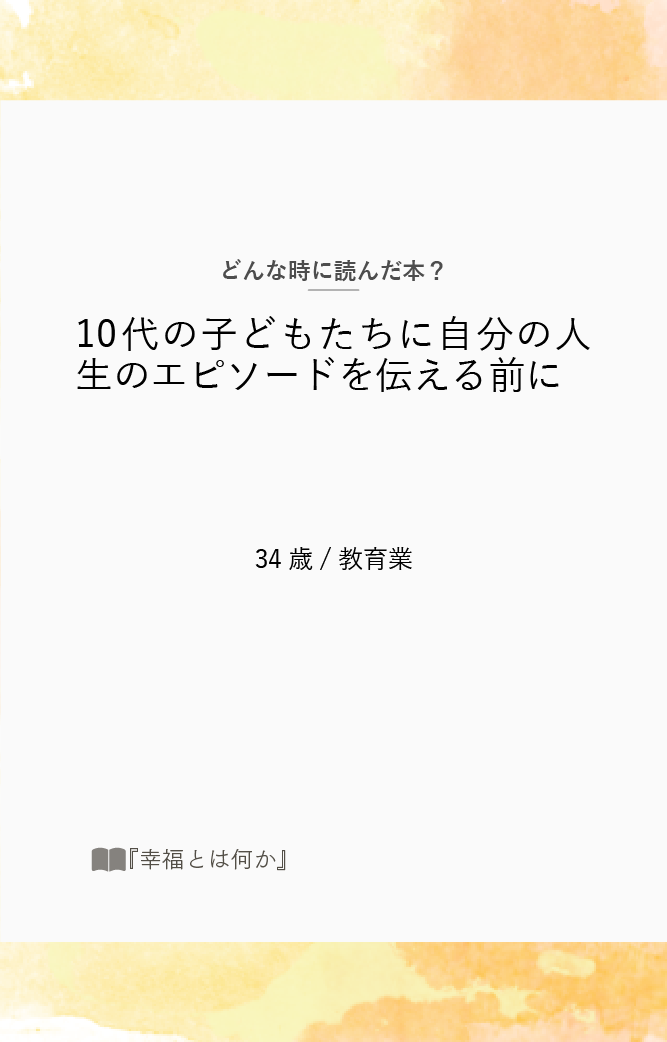 どんな時に読んだ本？
10代の子どもたちに自分の人
生のエピソードを伝える前に
34 歳 / 教育業
『幸福とは何か』